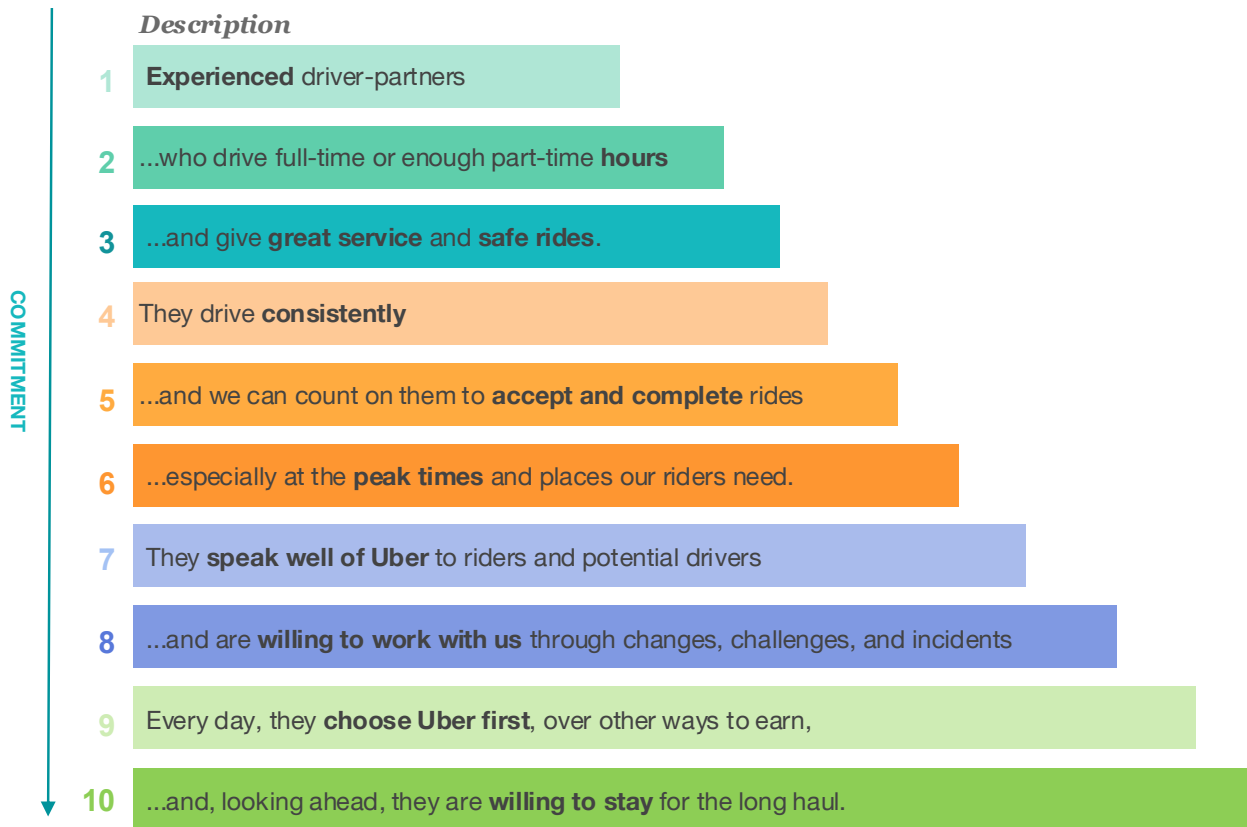 Description
1 Experienced driver-partners
2 ...who drive full-time or enough part-time hours
3 ...and give great service and safe rides.
4 They drive consistently
5 ...and we can count on them to accept and complete rides
6 ...especially at the peak times and places our riders need.
7 They speak well of Uber to riders and potential drivers
8 ...and are willing to work with us through changes, challenges, and incidents
9 Every day, they choose Uber first, over other ways to earn,
10 ...and, looking ahead, they are willing to stay for the long haul.
COMMITMENT